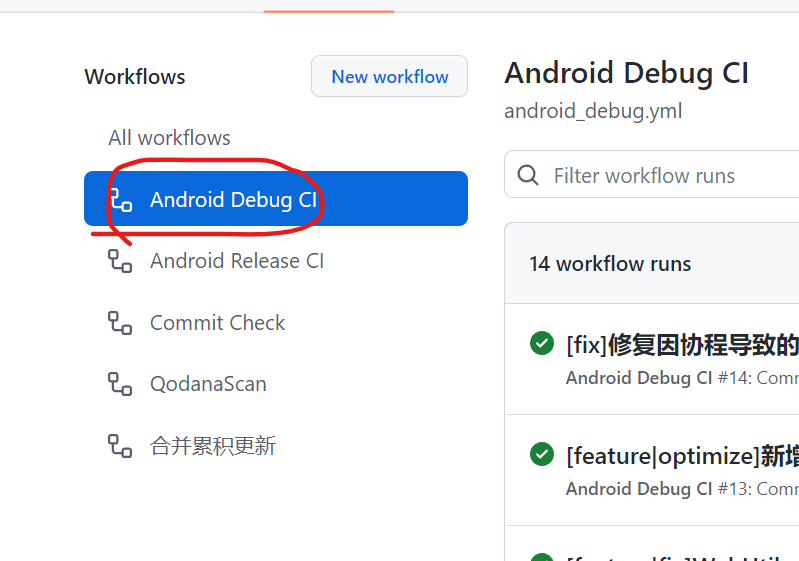 Workflows
New workflow
All workflows
Android Debug CI
Android Release CI
Commit Check
QodanaScan
合并累积更新
Android Debug CI
android_debug.yml
Filter workflow runs
14 workflow runs
[fix]修复因协程导致的
Android Debug CI #14: Comm
[feature|optimize]新增
Android Debug CI #13: Comm